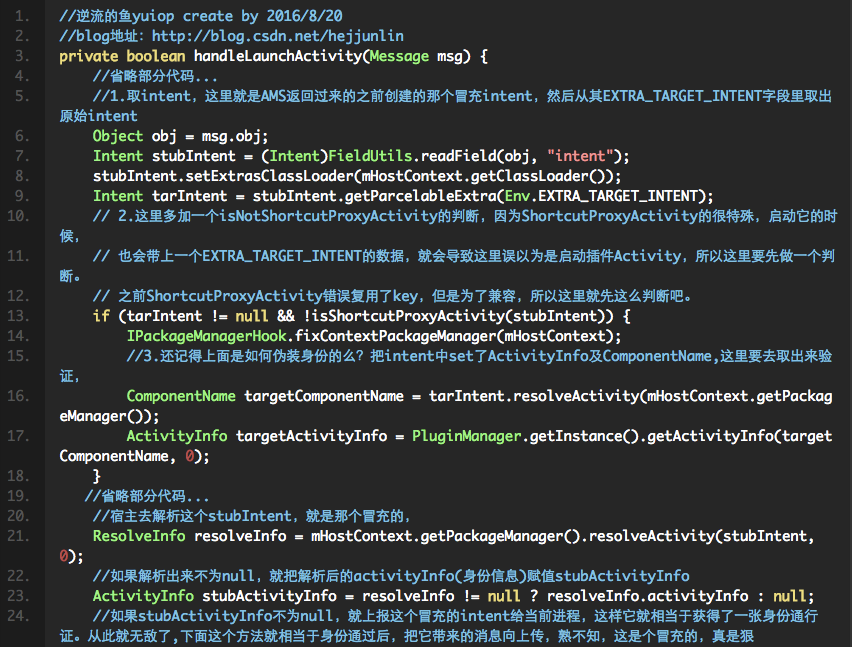 1. //逆流的鱼yuiop create by 2016/8/20
2. //blog地址：http://blog.csdn.net/hejjunlin
3. private boolean handleLaunchActivity(Message msg) {
4. //省略部分代码...
5. //1.取intent，这里就是AMS返回过来的之前创建的那个冒充intent，然后从其EXTRA_TARGET_INTENT字段里取出
原始intent
6. Object obj = msg.obj;
7. Intent stubIntent = (Intent)FieldUtils.readField(obj, "intent");
8. stubIntent.setExtrasClassLoader(mHostContext.getClassLoader());
9. Intent tarIntent = stubIntent.getParcelableExtra(Env.EXTRA_TARGET_INTENT);
10. // 2.这里多加一个isNotShortcutProxyActivity的判断，因为ShortcutProxyActivity的很特殊，启动它的时
候，
11. // 也会带上一个EXTRA_TARGET_INTENT的数据，就会导致这里误以为是启动插件Activity，所以这里要先做一个判
断。
12. // 之前ShortcutProxyActivity错误复用了key，但是为了兼容，所以这里就先这么判断吧。
13. if (tarIntent != null && !isShortcutProxyActivity(stubIntent)) {
14. IPackageManagerHook.fixContextPackageManager(mHostContext);
15. //3.还记得上面是如何伪装身份的么？把intent中set了ActivityInfo及ComponentName,这里要去取出来验
证，
16. ComponentName targetComponentName = tarIntent.resolveActivity(mHostContext.getPackag
eManager());
17. ActivityInfo targetActivityInfo = PluginManager.getInstance().getActivityInfo(target
ComponentName, 0);
18. }
19. //省略部分代码...
20. //宿主去解析这个stubIntent，就是那个冒充的，
21. ResolveInfo resolveInfo = mHostContext.getPackageManager().resolveActivity(stubIntent,
0);
22. //如果解析出来不为null，就把解析后的activityInfo(身份信息)赋值stubActivityInfo
23. ActivityInfo stubActivityInfo = resolveInfo != null ? resolveInfo.activityInfo : null;
24. //如果stubActivityInfo不为null，就上报这个冒充的intent给当前进程，这样它就相当于获得了一张身份通行
证。从此就无敌了,下面这个方法就相当于身份通过后，把它带来的消息向上传，熟不知，这是个冒充的，真是狠